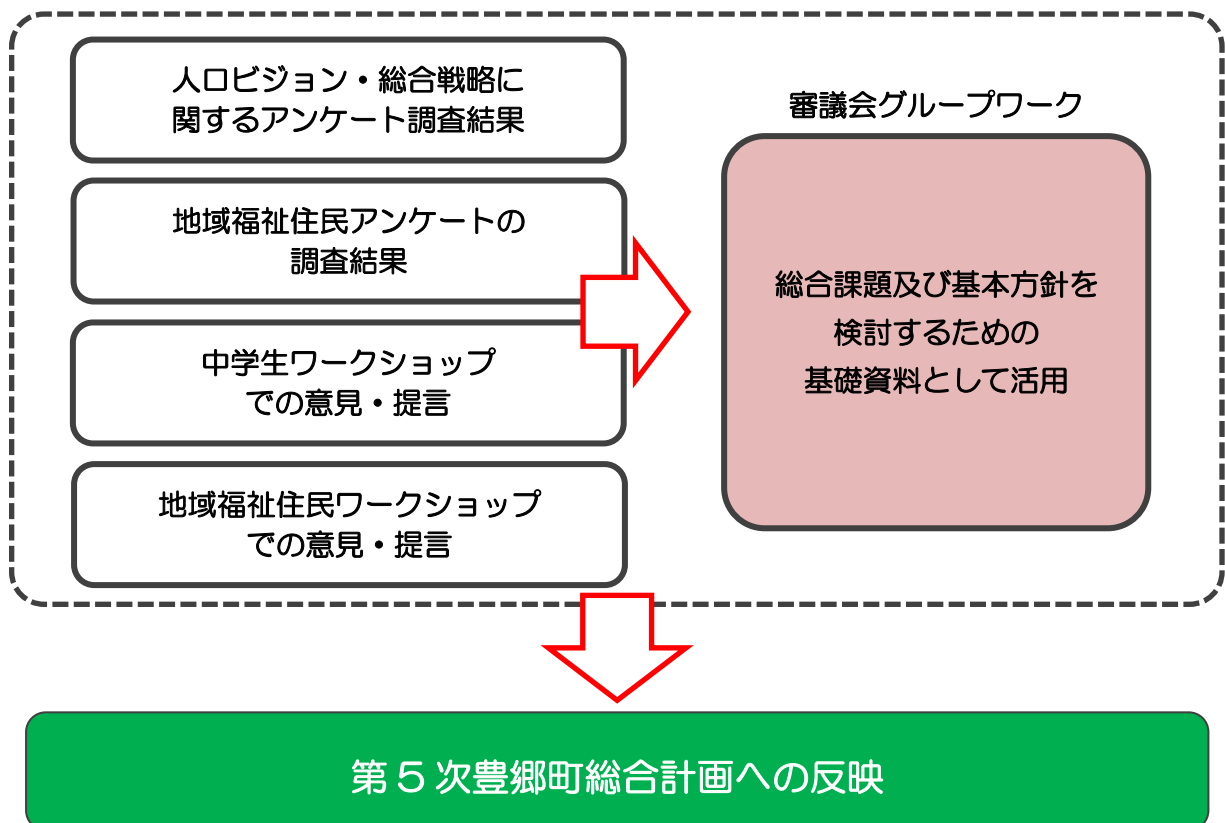 人口ビジョン・総合戦略に
関するアンケート調査結果
地域福祉住民アンケートの
調査結果
中学生ワークショップ
での意見・提言
地域福祉住民ワークショップ
での意見・提言
審議会グループワーク
総合課題及び基本方針を
検討するための
基礎資料として活用
第5次豊郷町総合計画への反映